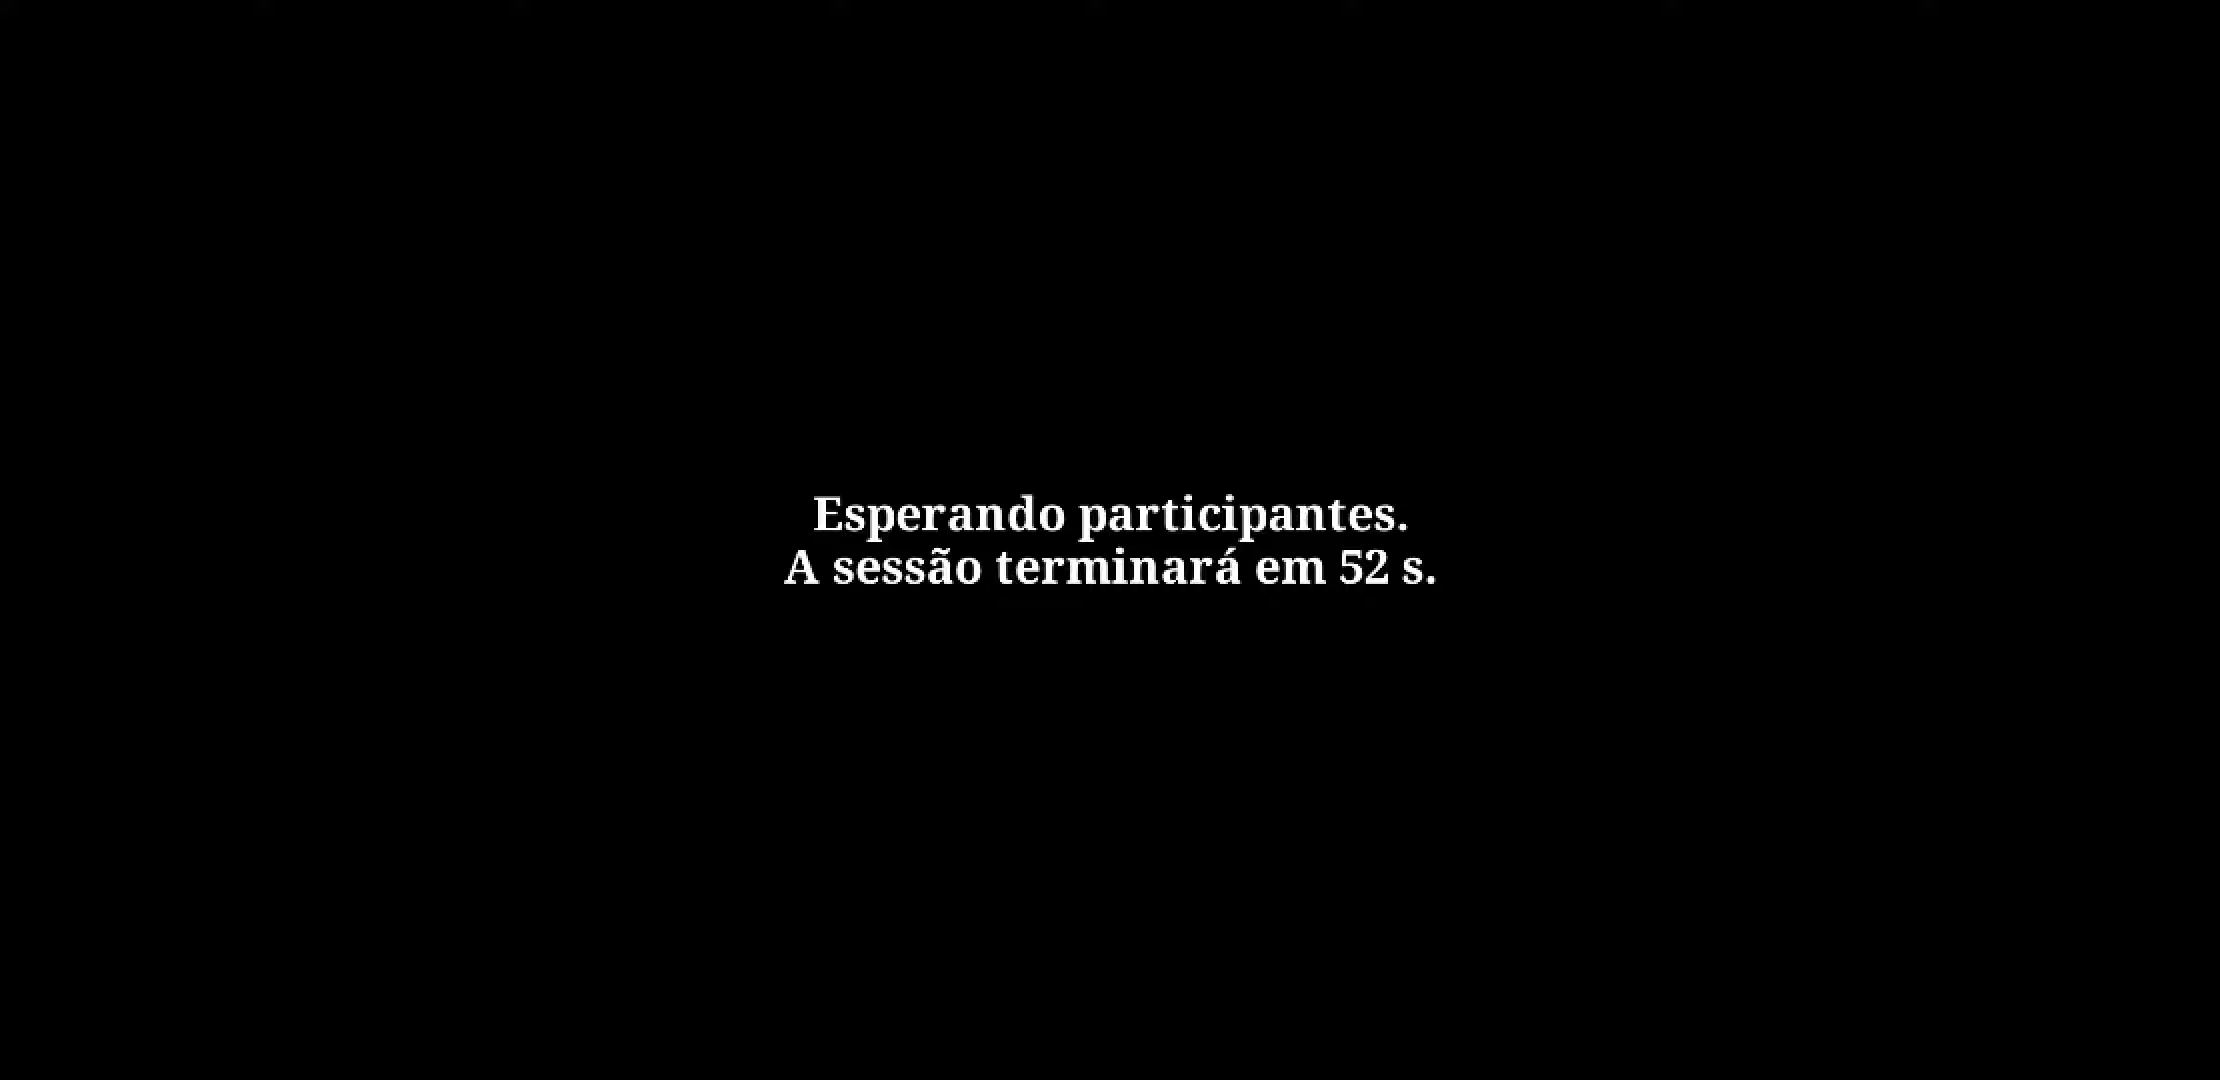 Esperando participantes.
A sessão terminará em 52 s.